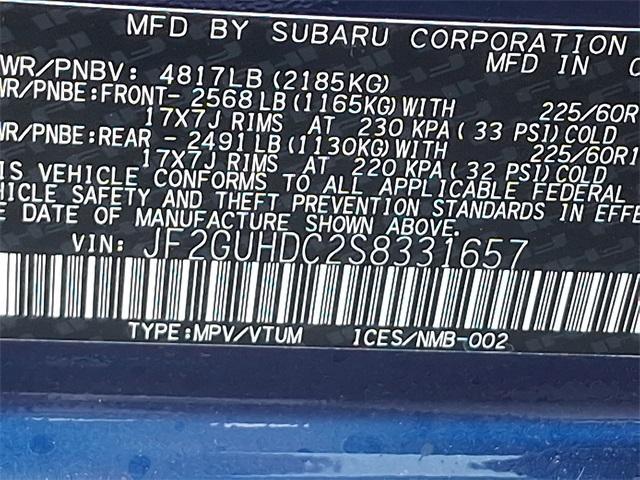 MFD BY SUBARU CORPORATION
MFD IN
WR/PNBV: 4817LB (2185KG)
WR/PNBE:FRONT- 2568 LB (1165KG) WITH 225/60R
17X7J RIMS AT 230 KPA ( 33 PSI) COLD
WR/PNBE:REAR - 2491 LB (1130KG) WITH 225/60R1
17X7J RIMS AT 220 KPA ( 32 PSI) COLD
IS VEHICLE CONFORMS TO ALL APPLICABLE FEDERAL
HICLE SAFETY AND THEFT PREVENTION STANDARDS IN EFFE
E DATE OF MANUFACTURE SHOWN ABOVE.
VIN: JF2GUHDC2S8331657
TYPE:MPV/VTUM ICES/NMB-002